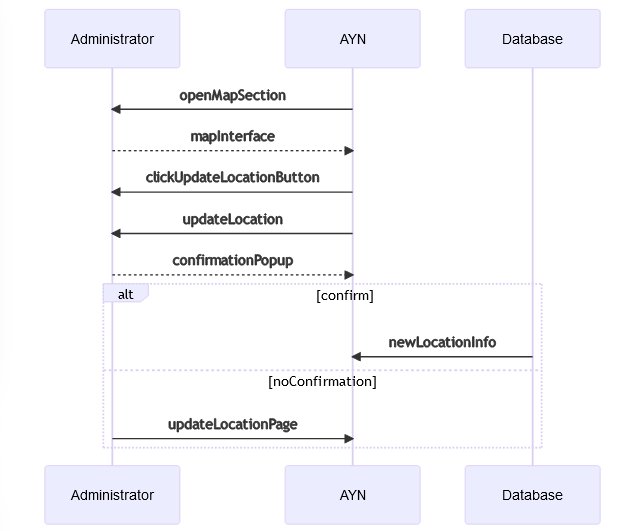 Administrator
AYN
Database
openMapSection
mapInterface
clickUpdateLocationButton
updateLocation
confirmationPopup
alt
[confirm]
newLocationInfo
[noConfirmation]
updateLocationPage
Administrator
AYN
Database